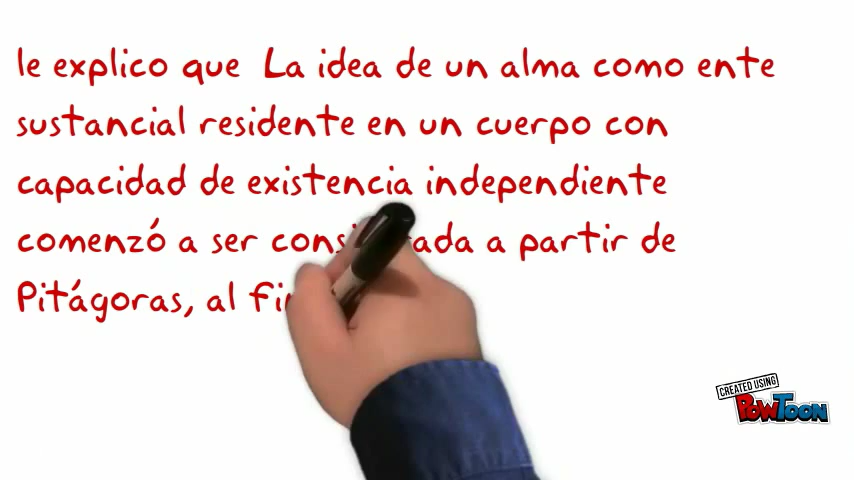 le explico que La idea de un alma como ente
sustancial residente en un cuerpo con
capacidad de existencia independiente
comenzó a ser a partir de
Pitágoras, al
CREATED USING
POWTOON